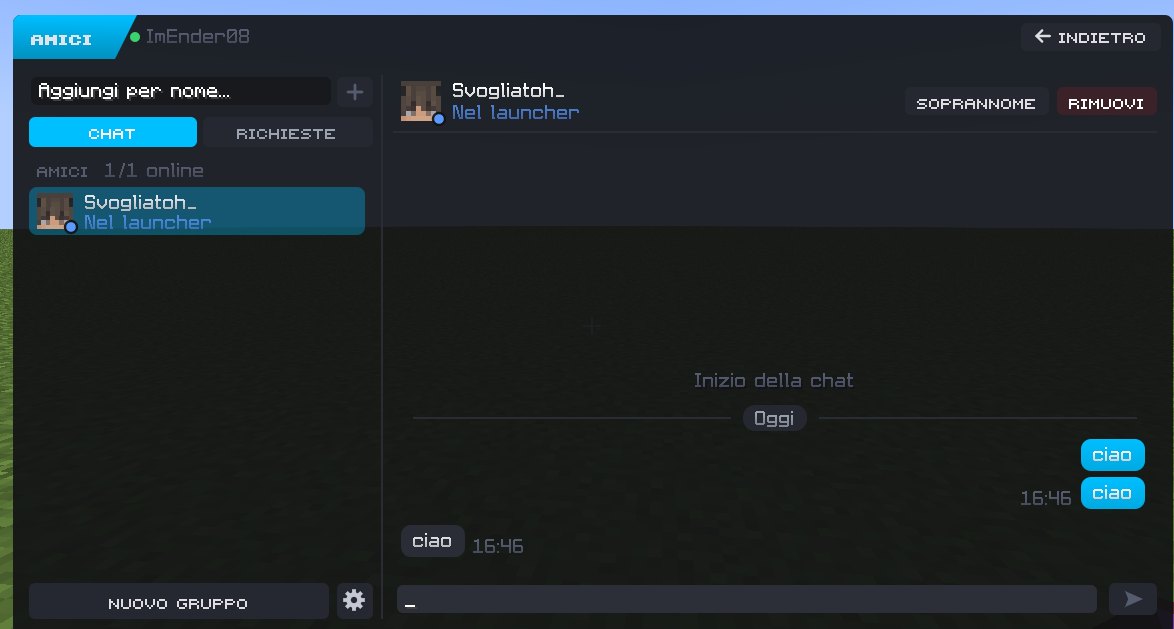 AMICI
ImEnder08
INDIETRO
Aggiungi per nome...
+
CHAT
RICHIESTE
AMICI 1/1 online
Svogliatoh_
Nel launcher
NUOVO GRUPPO
Svogliatoh_
Nel launcher
SOPRANNOME
RIMUOVI
Inizio della chat
Oggi
ciao
16:46 ciao
ciao 16:46
_